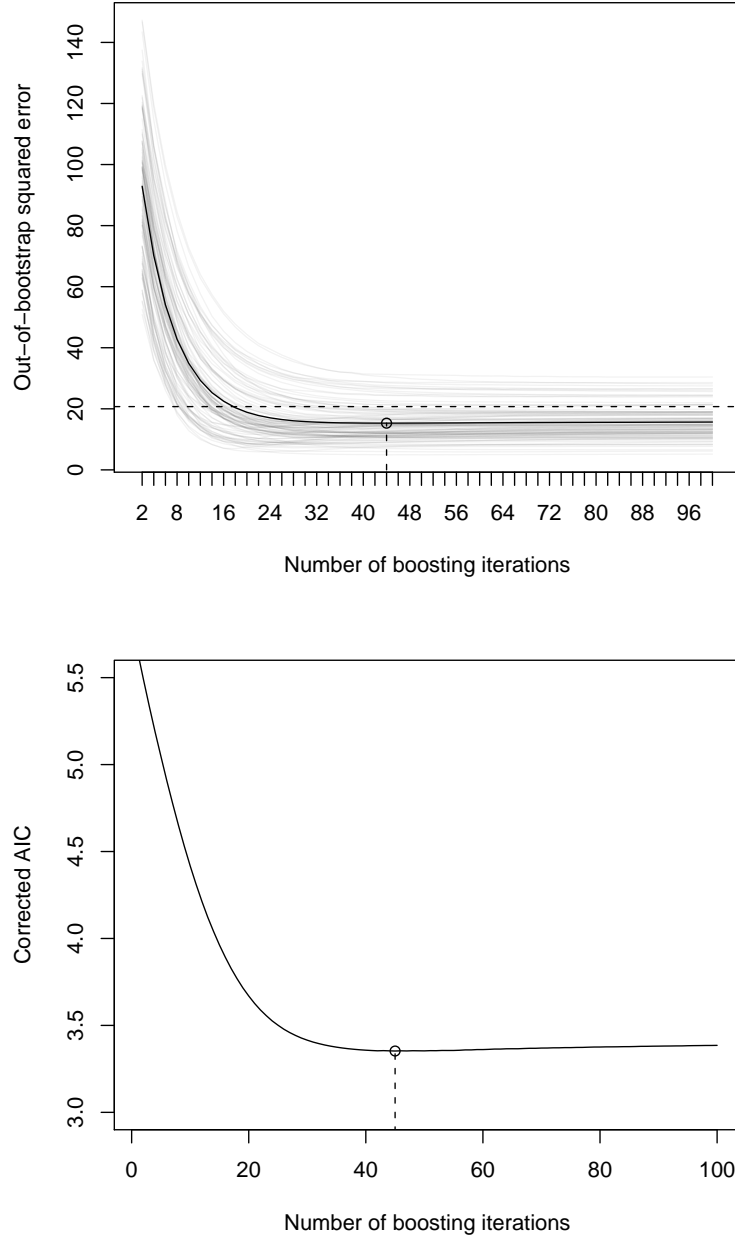 Out−of−bootstrap squared error
140
120
100
80
60
40
20
0
2 8 16 24 32 40 48 56 64 72 80 88 96
Number of boosting iterations
Corrected AIC
5.5
5.0
4.5
4.0
3.5
3.0
0 20 40 60 80 100
Number of boosting iterations